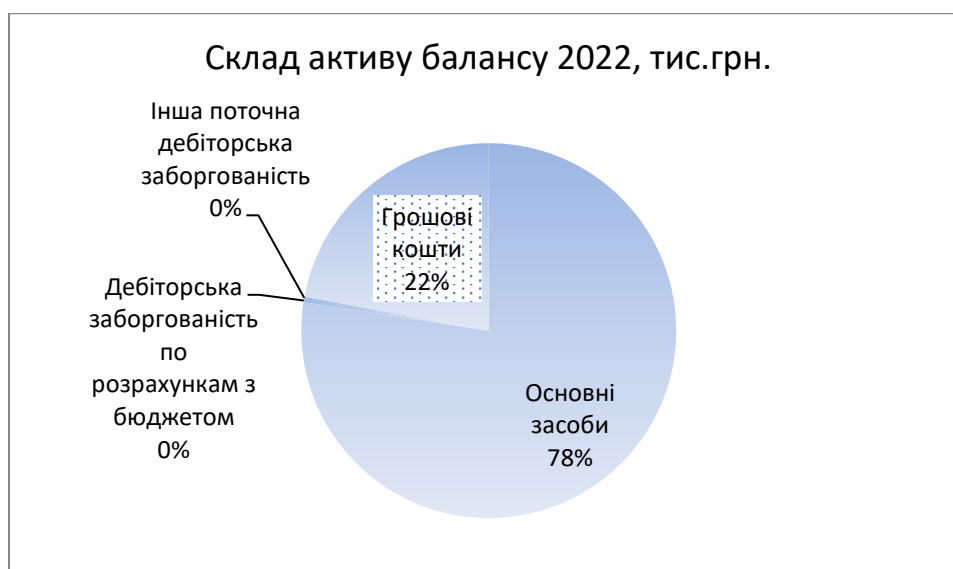 Склад активу балансу 2022, тис.грн.
Інша поточна
дебіторська
заборгованість
0%
Грошові
кошти
22%
Дебіторська
заборгованість
по
розрахункам з
бюджетом
0%
Основні
засоби
78%